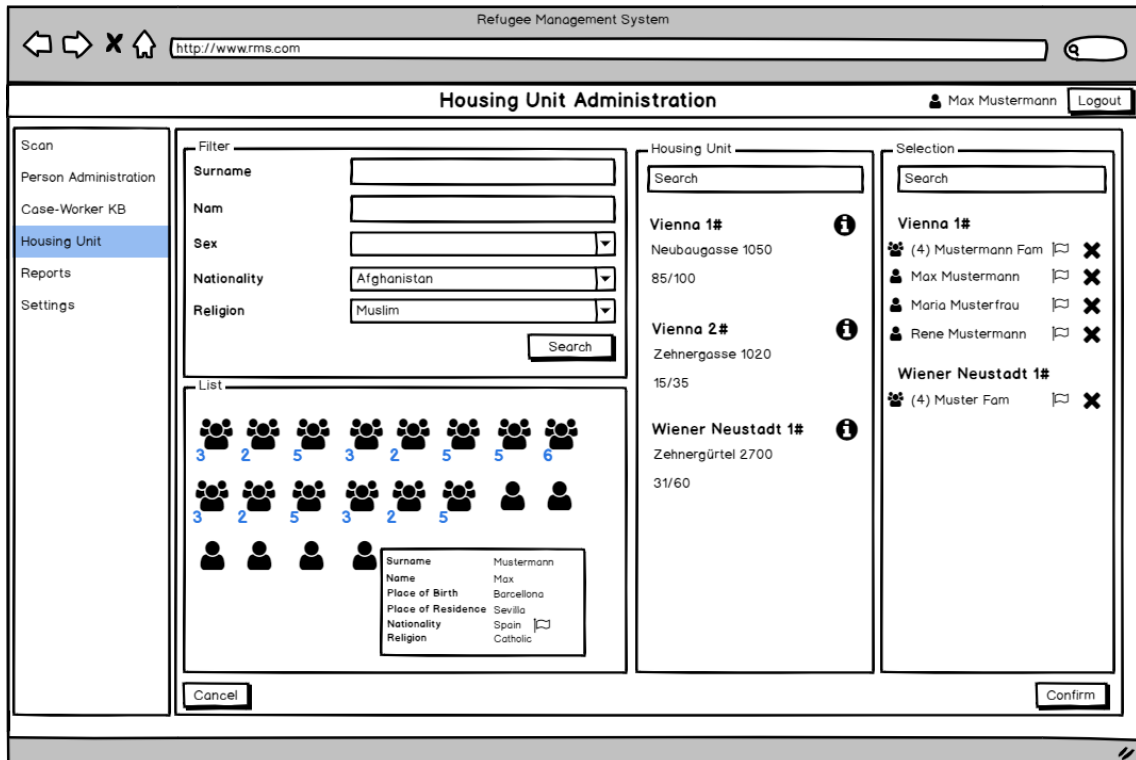 Refugee Management System
http://www.rms.com
Housing Unit Administration
Max Mustermann
Logout
Scan
Person Administration
Case-Worker KB
Housing Unit
Reports
Settings
Filter
Surname
Nam
Sex
Nationality Afghanistan
Religion Muslim
Search
List
3 2 5 3 2 5 5 6
3 2 5 3 2 5
Surname Mustermann
Name Max
Place of Birth Barcellona
Place of Residence Sevilla
Nationality Spain
Religion Catholic
Cancel
Housing Unit
Search
Vienna 1#
Neubaugasse 1050
85/100
Vienna 2#
Zehnergasse 1020
15/35
Wiener Neustadt 1#
Zehnergürtel 2700
31/60
Selection
Search
Vienna 1#
(4) Mustermann Fam
Max Mustermann
Maria Musterfrau
Rene Mustermann
Wiener Neustadt 1#
(4) Muster Fam
Confirm